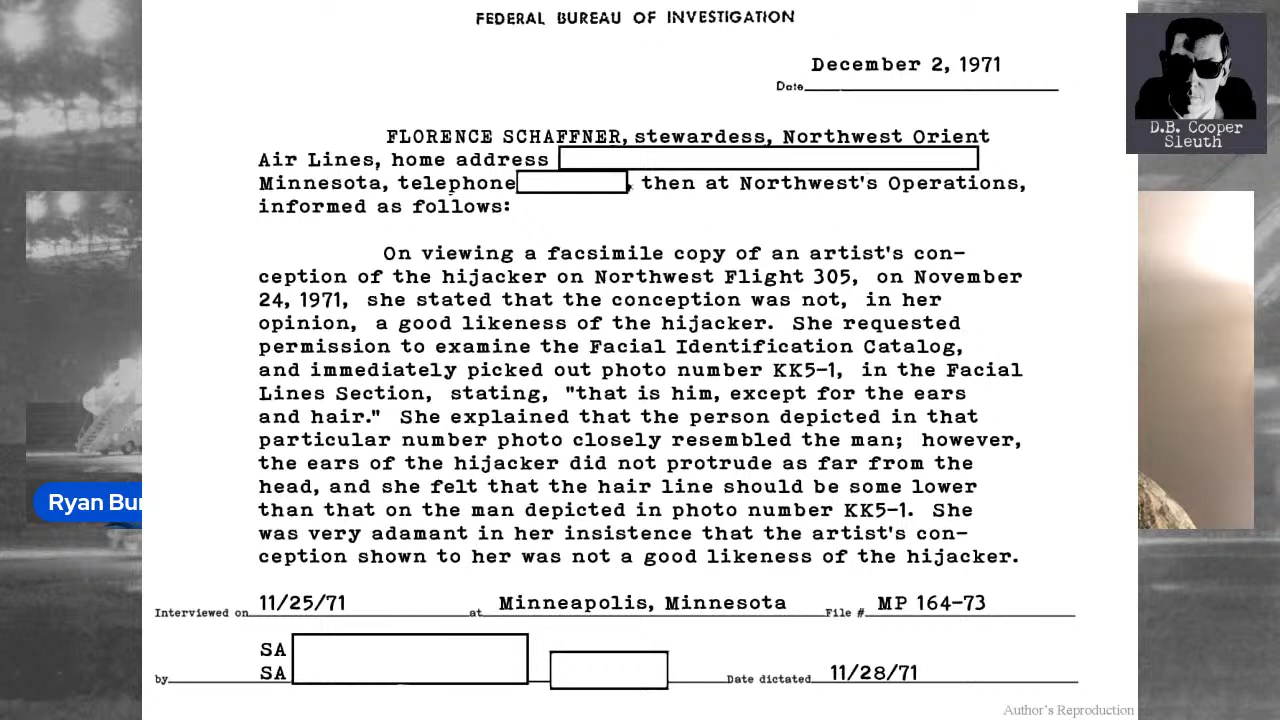 FEDERAL BUREAU OF INVESTIGATION
December 2, 1971
Date
D.B. Cooper
Sleuth
FLORENCE SCHAFFNER, stewardess, Northwest Orient
Air Lines, home address
Minnesota, telephone , then at Northwest's Operations,
informed as follows:
On viewing a facsimile copy of an artist's con-
ception of the hijacker on Northwest Flight 305, on November
24, 1971, she stated that the conception was not, in her
opinion, a good likeness of the hijacker. She requested
permission to examine the Facial Identification Catalog,
and immediately picked out photo number KK5-1, in the Facial
Lines Section, stating, "that is him, except for the ears
and hair." She explained that the person depicted in that
particular number photo closely resembled the man; however,
the ears of the hijacker did not protrude as far from the
head, and she felt that the hair line should be some lower
than that on the man depicted in photo number KK5-1. She
was very adamant in her insistence that the artist's con-
ception shown to her was not a good likeness of the hijacker.
Ryan
Interviewed on 11/25/71 at Minneapolis, Minnesota File # MP 164-73
SA
by SA Date dictated 11/28/71
Author's Reproduction